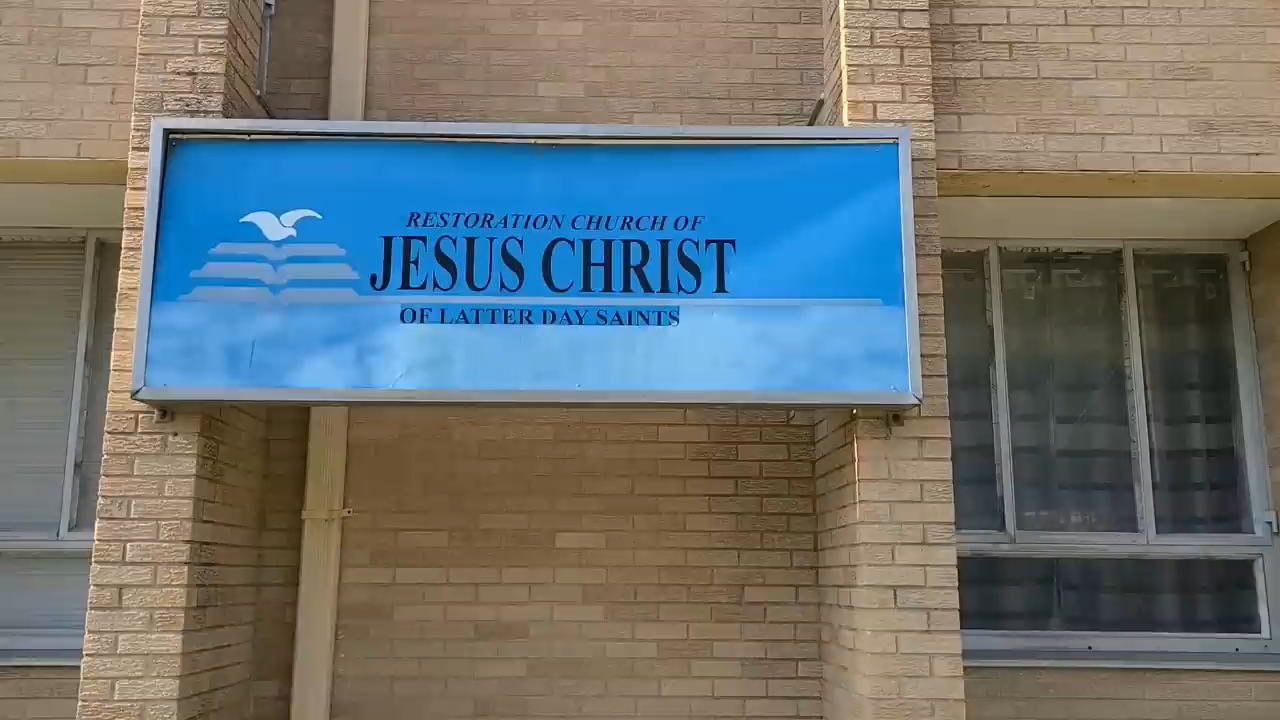 RESTORATION CHURCH OF
JESUS CHRIST
OF LATTER DAY SAINTS